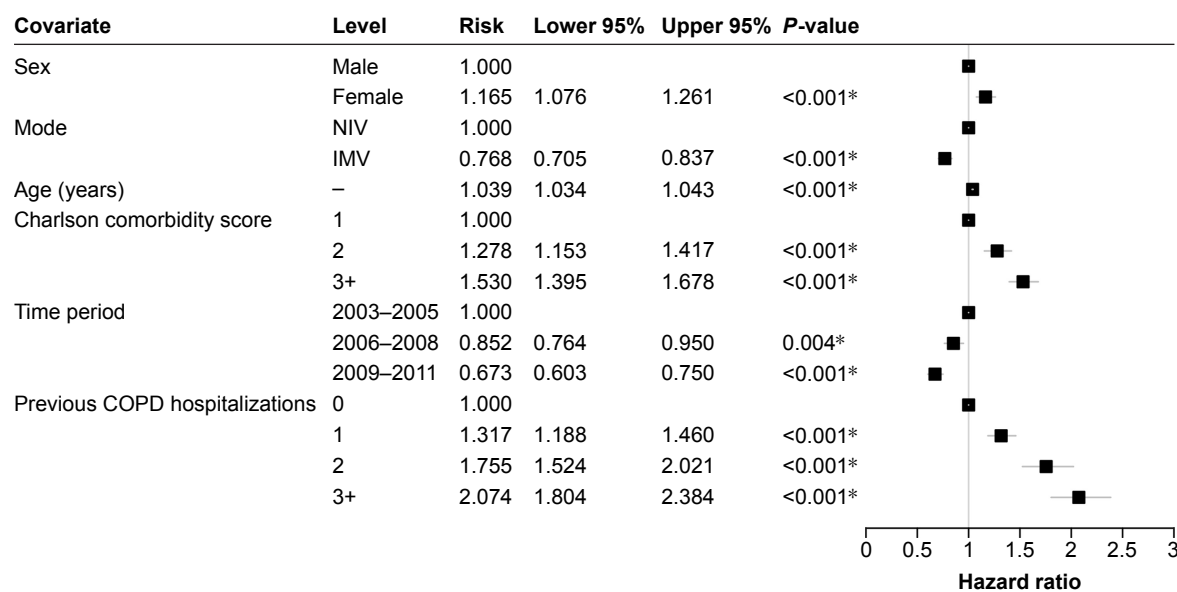 Covariate Level Risk Lower 95% Upper 95% P-value
Sex Male 1.000
Female 1.165 1.076 1.261 <0.001*
Mode NIV 1.000
IMV 0.768 0.705 0.837 <0.001*
Age (years) – 1.039 1.034 1.043 <0.001*
Charlson comorbidity score 1 1.000
2 1.278 1.153 1.417 <0.001*
3+ 1.530 1.395 1.678 <0.001*
Time period 2003–2005 1.000
2006–2008 0.852 0.764 0.950 0.004*
2009–2011 0.673 0.603 0.750 <0.001*
Previous COPD hospitalizations 0 1.000
1 1.317 1.188 1.460 <0.001*
2 1.755 1.524 2.021 <0.001*
3+ 2.074 1.804 2.384 <0.001*
0 0.5 1 1.5 2 2.5 3
Hazard ratio